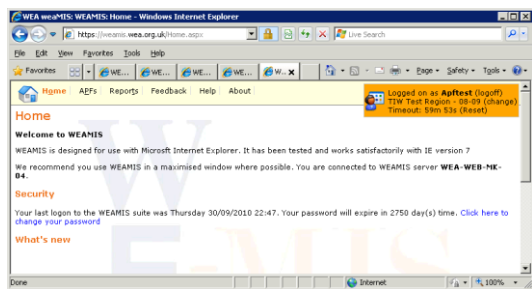 WEA weaMIS: WEAMIS: Home - Windows Internet Explorer
https://weamis.wea.org.uk/Home.aspx
Live Search
File Edit View Favorites Tools Help
Favorites WE... WE... WE... WE... W... X Page Safety Tools
Home APFs Reports Feedback Help About
Logged on as Apftest (logoff)
TIW Test Region - 08-09 (change)
Timeout: 59m 53s (Reset)
Home
Welcome to WEAMIS
WEAMIS is designed for use with Microsft Internet Explorer. It has been tested and works satisfactorily with IE version 7
We recommend you use WEAMIS in a maximised window where possible. You are connected to WEAMIS server WEA-WEB-MK-
04.
Security
Your last logon to the WEAMIS suite was Thursday 30/09/2010 22:47. Your password will expire in 2750 day(s) time. Click here to
change your password
What's new
Done Internet 100%